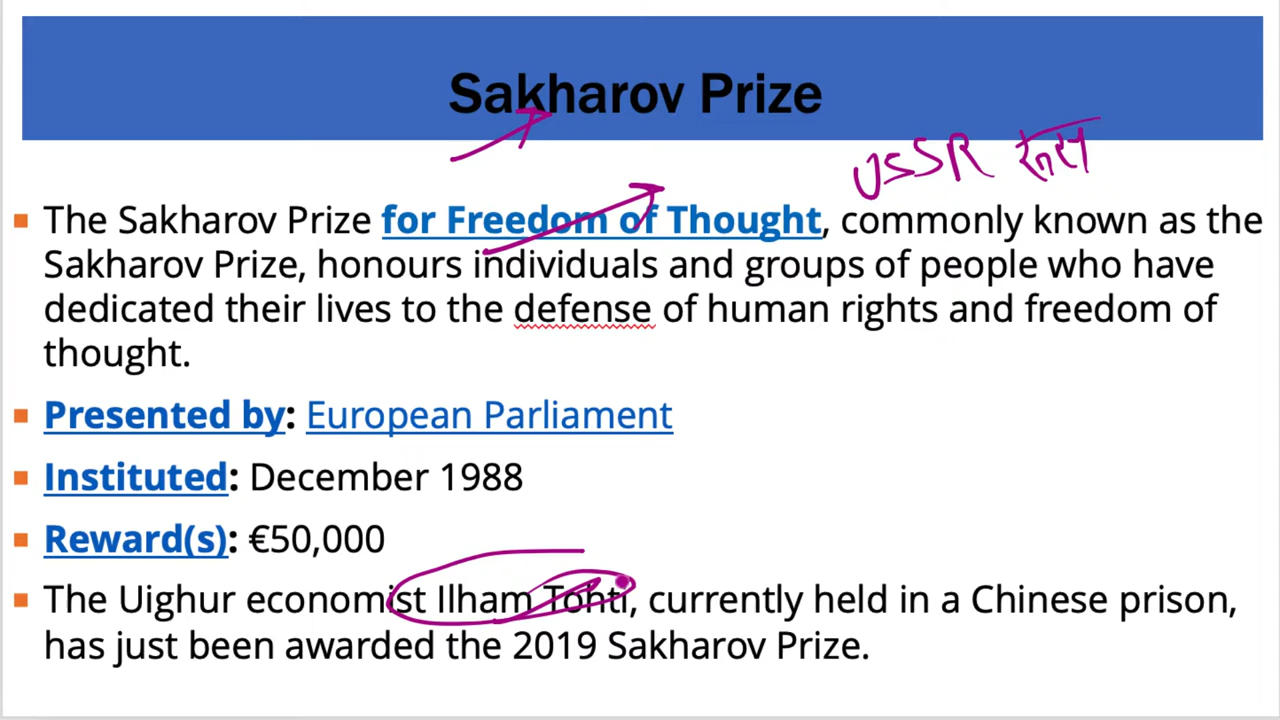 Sakharov Prize
USSR
The Sakharov Prize for Freedom of Thought, commonly known as the
Sakharov Prize, honours individuals and groups of people who have
dedicated their lives to the defense of human rights and freedom of
thought.
Presented by: European Parliament
Instituted: December 1988
Reward(s): €50,000
The Uighur economist Ilham Tohti, currently held in a Chinese prison,
has just been awarded the 2019 Sakharov Prize.